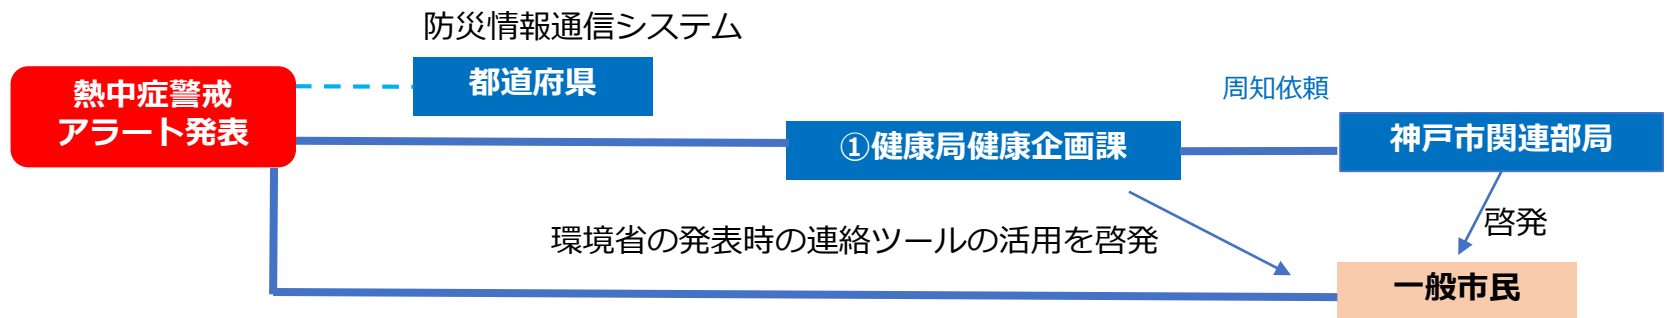 防災情報通信システム
熱中症警戒
アラート発表
都道府県
周知依頼
①健康局健康企画課
神戸市関連部局
環境省の発表時の連絡ツールの活用を啓発
啓発
一般市民